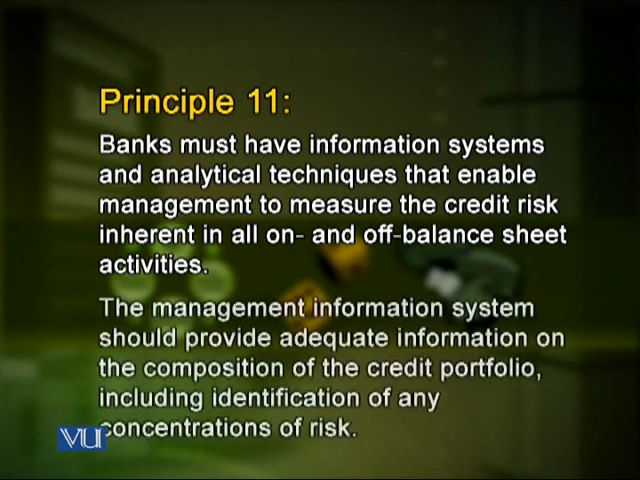 Principle 11:
Banks must have information systems
and analytical techniques that enable
management to measure the credit risk
inherent in all on- and off-balance sheet
activities.
The management information system
should provide adequate information on
the composition of the credit portfolio,
including identification of any
concentrations of risk.
VU